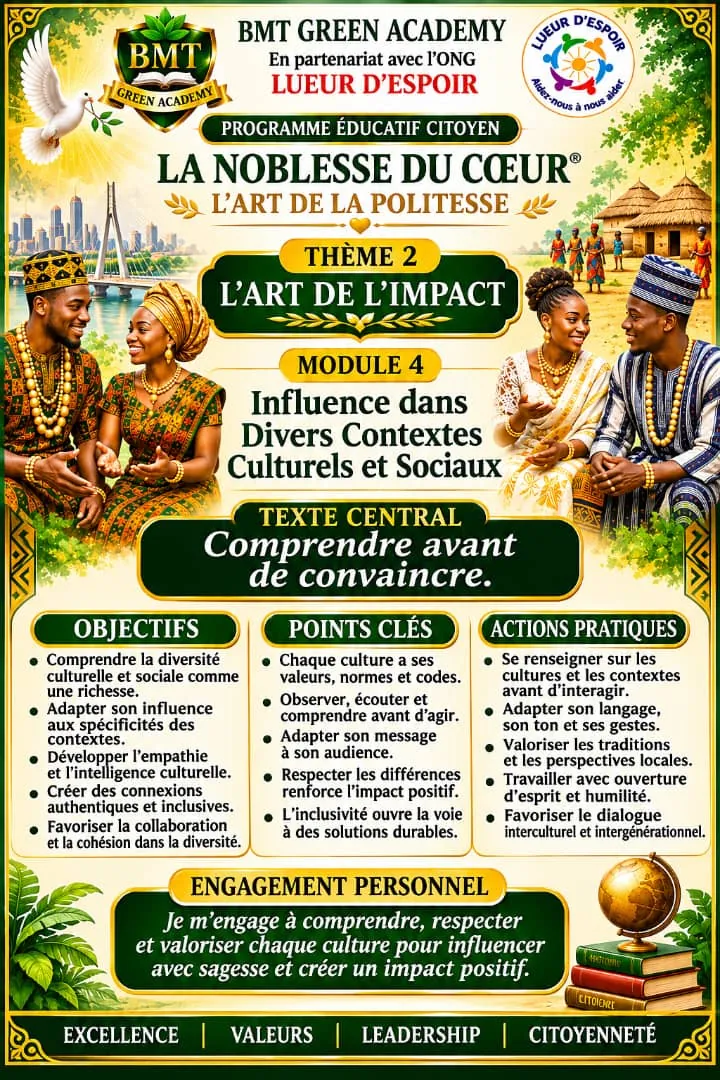 BMT
GREEN ACADEMY
BMT GREEN ACADEMY
En partenariat avec l'ONG
LUEUR D'ESPOIR
LUEUR D'ESPOIR
Aidez-nous à nous aider
PROGRAMME ÉDUCATIF CITOYEN
LA NOBLESSE DU CŒUR®
L'ART DE LA POLITESSE
THÈME 2
L'ART DE L'IMPACT
MODULE 4
Influence dans
Divers Contextes
Culturels et Sociaux
TEXTE CENTRAL
Comprendre avant
de convaincre.
OBJECTIFS
• Comprendre la diversité
culturelle et sociale comme
une richesse.
• Adapter son influence
aux spécificités des
contextes.
• Développer l'empathie
et l'intelligence culturelle.
• Créer des connexions
authentiques et inclusives.
• Favoriser la collaboration
et la cohésion dans la diversité.
POINTS CLÉS
• Chaque culture a ses
valeurs, normes et codes.
• Observer, écouter et
comprendre avant d'agir.
• Adapter son message
à son audience.
• Respecter les différences
renforce l'impact positif.
• L'inclusivité ouvre la voie
à des solutions durables.
ACTIONS PRATIQUES
• Se renseigner sur les
cultures et les contextes
avant d'interagir.
• Adapter son langage,
son ton et ses gestes.
• Valoriser les traditions
et les perspectives locales.
• Travailler avec ouverture
d'esprit et humilité.
• Favoriser le dialogue
interculturel et intergénérationnel.
ENGAGEMENT PERSONNEL
Je m'engage à comprendre, respecter
et valoriser chaque culture pour influencer
avec sagesse et créer un impact positif.
EXCELLENCE | VALEURS | LEADERSHIP | CITOYENNETÉ